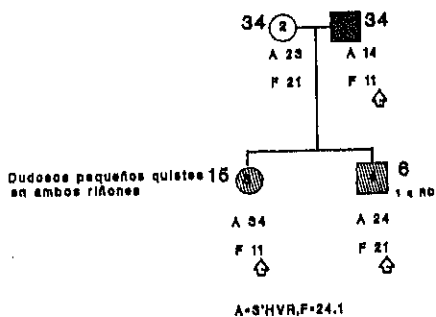 34 2 34
A 23 A 14
F 21 F 11
Dudosos pequeños quistes 15 6
en ambos riñones
A 34 A 24
F 11 F 21
A=3'HVR,F=24.1